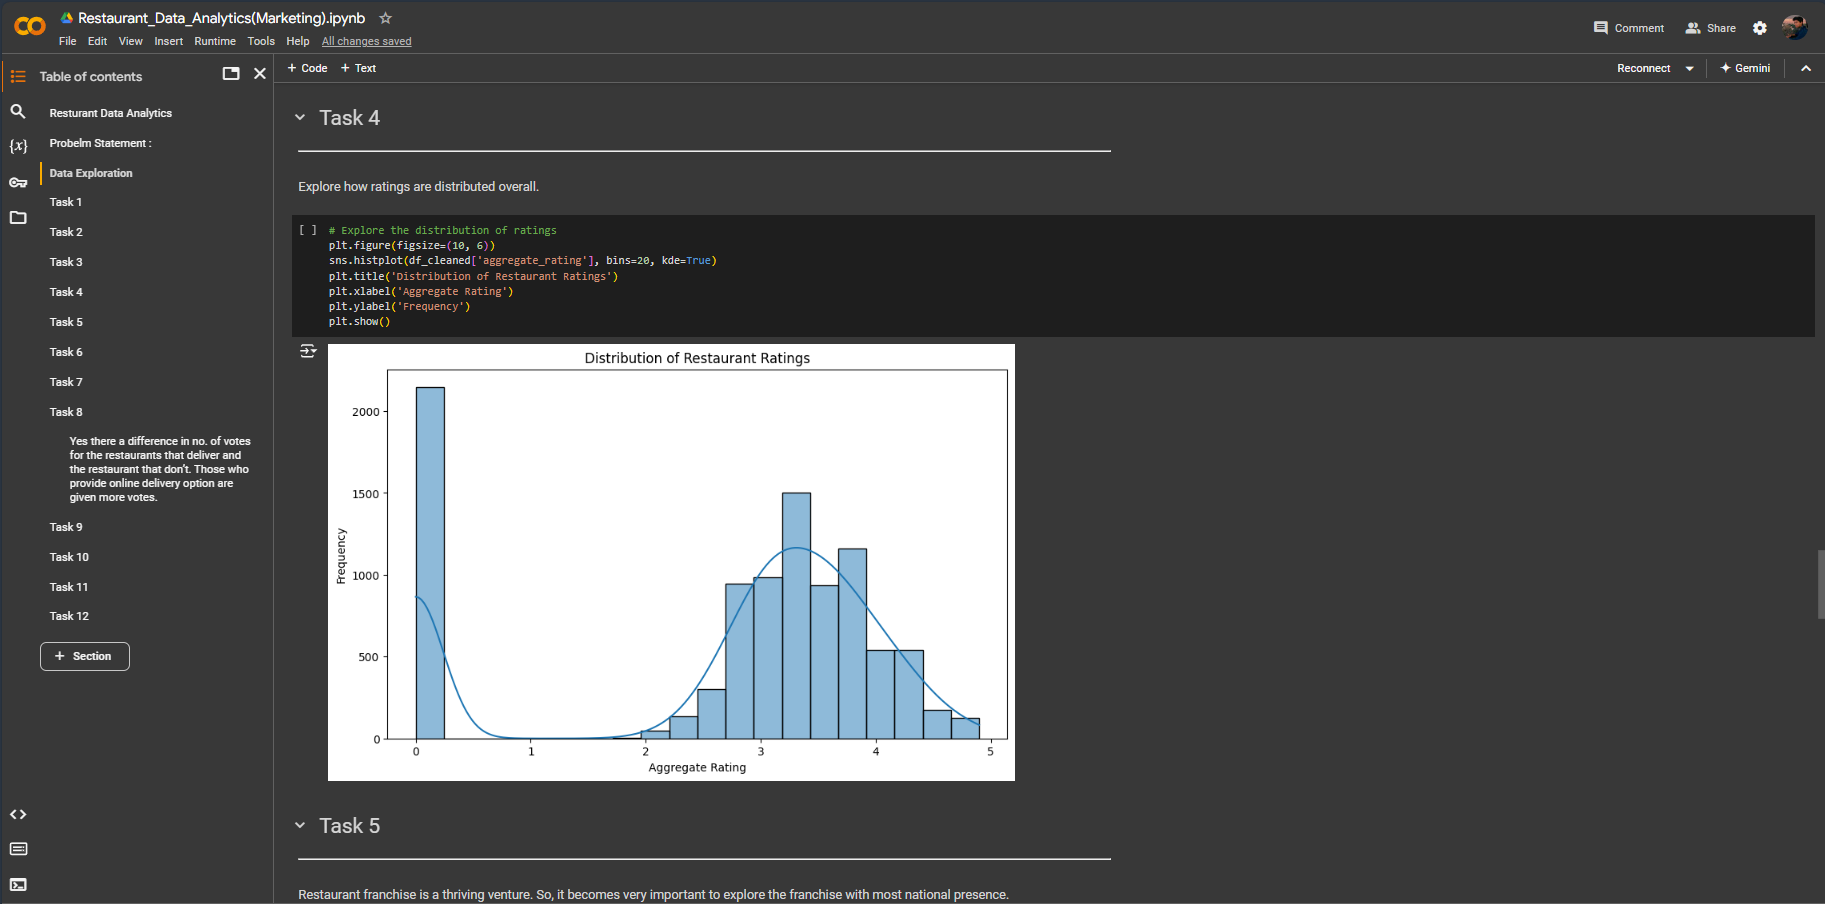 Restaurant_Data_Analytics(Marketing).ipynb
File Edit View Insert Runtime Tools Help All changes saved
Comment Share
Table of contents
+ Code + Text
Reconnect Gemini
Resturant Data Analytics
Probelm Statement :
Data Exploration
Task 1
Task 2
Task 3
Task 4
Task 5
Task 6
Task 7
Task 8
Yes there a difference in no. of votes
for the restaurants that deliver and
the restaurant that don't. Those who
provide online delivery option are
given more votes.
Task 9
Task 10
Task 11
Task 12
+ Section
{x}
Task 4
Explore how ratings are distributed overall.
[ ] # Explore the distribution of ratings
plt.figure(figsize=(10, 6))
sns.histplot(df_cleaned['aggregate_rating'], bins=20, kde=True)
plt.title('Distribution of Restaurant Ratings')
plt.xlabel('Aggregate Rating')
plt.ylabel('Frequency')
plt.show()
Distribution of Restaurant Ratings
2000
1500
1000
500
0
Frequency
0 1 2 3 4 5
Aggregate Rating
Task 5
Restaurant franchise is a thriving venture. So, it becomes very important to explore the franchise with most national presence.